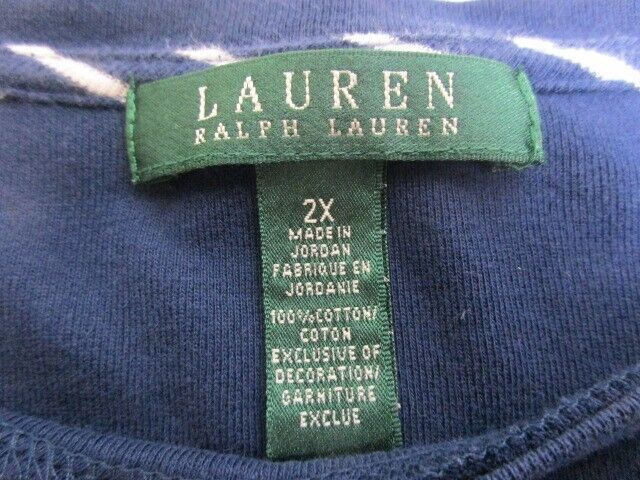 LAUREN
RALPH LAUREN
2X
MADE IN
JORDAN
FABRIQUE EN
JORDANIE
100%COTTON/
COTON
EXCLUSIVE OF
DECORATION/
GARNITURE
EXCLUE